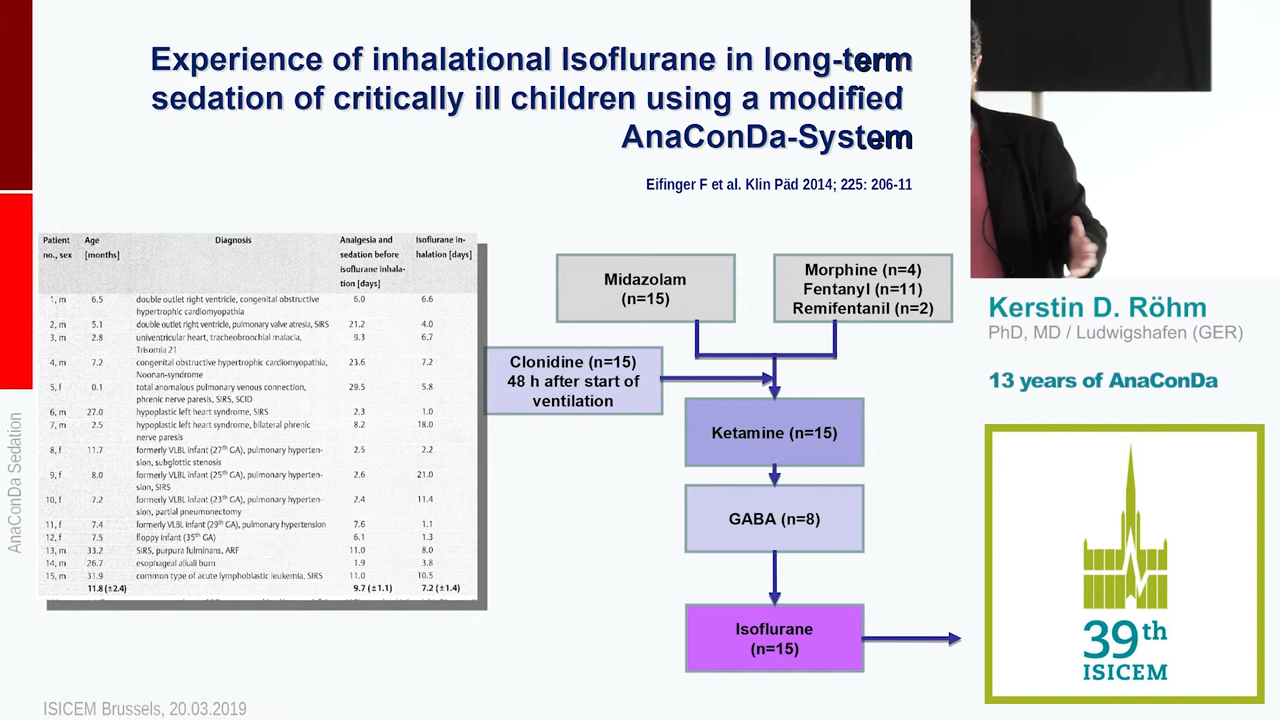 Experience of inhalational Isoflurane in long-term
sedation of critically ill children using a modified
AnaConDa-System
Eifinger F et al. Klin Päd 2014; 225: 206-11
Patient no., sex Age [months] Diagnosis Analgesia and sedation before isoflurane inhalation [days] Isoflurane inhalation [days]
1, m 6.5 double outlet right ventricle, congenital obstructive 6.0 6.6
hypertrophic cardiomyopathia
2, m 5.1 double outlet right ventricle, pulmonary valve atresia, SIRS 21.2 4.0
3, m 2.8 univentricular heart, tracheobronchial malacia, 9.3 6.7
Trisomia 21
4, m 7.2 congenital obstructive hypertrophic cardiomyopathia, 23.6 7.2
Noonan-syndrome
5, f 0.1 total anomalous pulmonary venous connection, 29.5 5.8
phrenic nerve paresis, SIRS, SCID
6, m 27.0 hypoplastic left heart syndrome, SIRS 2.3 1.0
7, m 2.5 hypoplastic left heart syndrome, bilateral phrenic 8.2 18.0
nerve paresis
8, f 11.7 formerly VLBL infant (27th GA), pulmonary hyperten- 2.5 2.2
sion, subglottic stenosis
9, f 8.0 formerly VLBL infant (25th GA), pulmonary hyperten- 2.6 21.0
sion, SIRS
10, f 7.2 formerly VLBL infant (23th GA), pulmonary hyperten- 2.4 11.4
sion, partial pneumonectomy
11, f 7.4 formerly VLBL infant (29th GA), pulmonary hypertension 7.6 1.1
12, f 7.5 floppy infant (35th GA) 6.1 1.3
13, m 33.2 SIRS, purpura fulminans, ARF 11.0 8.0
14, m 26.7 esophageal alkali burn 1.9 3.8
15, m 31.9 common type of acute lymphoblastic leukemia, SIRS 11.0 10.5
11.8 (±2.4) 9.7 (±1.1) 7.2 (±1.4)
Midazolam
(n=15)
Morphine (n=4)
Fentanyl (n=11)
Remifentanil (n=2)
Clonidine (n=15)
48 h after start of
ventilation
Ketamine (n=15)
GABA (n=8)
Isoflurane
(n=15)
AnaConDa Sedation
ISICEM Brussels, 20.03.2019
Kerstin D. Röhm
PhD, MD / Ludwigshafen (GER)
13 years of AnaConDa
39th
ISICEM